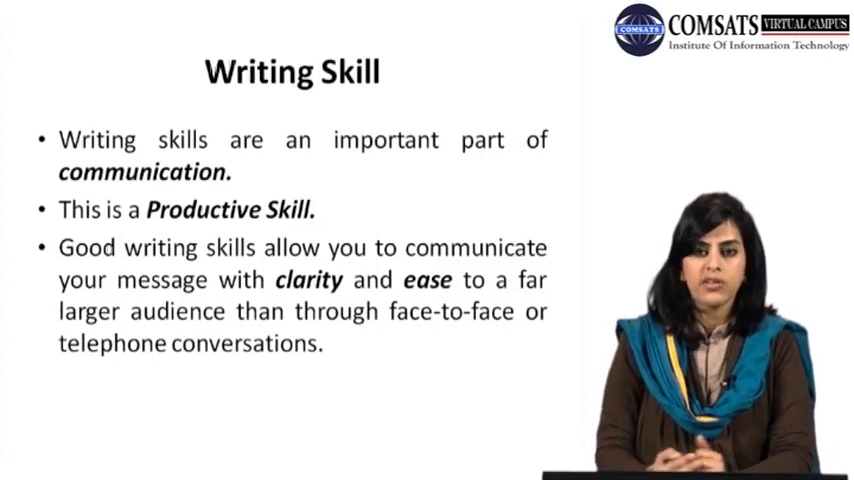 COMSATS VIRTUAL CAMPUS
COMSATS
Institute Of Information Technology
Writing Skill
• Writing skills are an important part of
communication.
• This is a Productive Skill.
• Good writing skills allow you to communicate
your message with clarity and ease to a far
larger audience than through face-to-face or
telephone conversations.